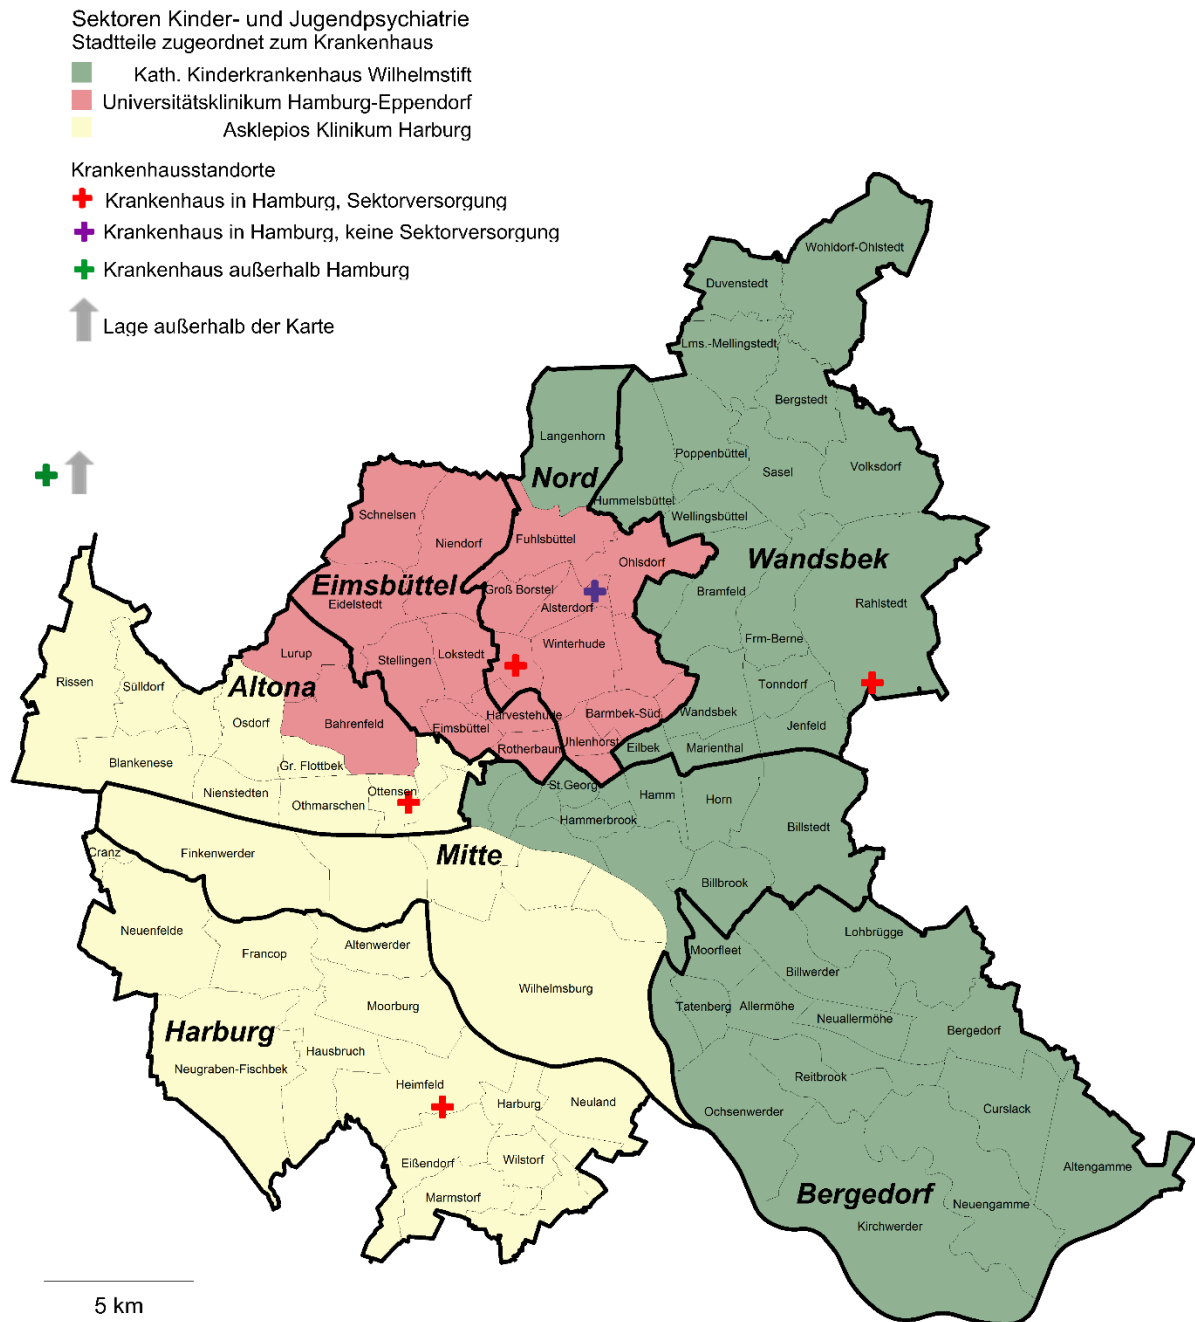 Sektoren Kinder- und Jugendpsychiatrie
Stadtteile zugeordnet zum Krankenhaus
Kath. Kinderkrankenhaus Wilhelmstift
Universitätsklinikum Hamburg-Eppendorf
Asklepios Klinikum Harburg
Krankenhausstandorte
Krankenhaus in Hamburg, Sektorversorgung
Krankenhaus in Hamburg, keine Sektorversorgung
Krankenhaus außerhalb Hamburg
Lage außerhalb der Karte
Wohldorf-Ohlstedt
Duvenstedt
Lms.-Mellingstedt
Bergstedt
Langenhorn
Poppenbüttel
Sasel
Volksdorf
Nord
Hummelsbüttel
Wellingsbüttel
Schnelsen
Niendorf
Fuhlsbüttel
Ohlsdorf
Wandsbek
Eimsbüttel
Groß Borstel
Alsterdorf
Bramfeld
Rahlstedt
Eidelstedt
Winterhude
Frm-Berne
Lurup
Stellingen
Lokstedt
Rissen
Sülldorf
Altona
Tonndorf
Osdorf
Bahrenfeld
Eimsbüttel
Harvestehude
Barmbek-Süd
Wandsbek
Jenfeld
Rotherbaum
Uhlenhorst
Eilbek
Marienthal
Blankenese
Gr. Flottbek
Nienstedten
Othmarschen
Ottensen
St.Georg
Hamm
Horn
Hammerbrook
Billstedt
Cranz
Finkenwerder
Mitte
Billbrook
Neuenfelde
Francop
Altenwerder
Lohbrügge
Moorfleet
Billwerder
Moorburg
Wilhelmsburg
Tatenberg
Allermöhe
Neuallermöhe
Bergedorf
Harburg
Hausbruch
Neugraben-Fischbek
Heimfeld
Harburg
Neuland
Reitbrook
Ochsenwerder
Curslack
Eißendorf
Wilstorf
Altengamme
Marmstorf
Bergedorf
Neuengamme
Kirchwerder
5 km